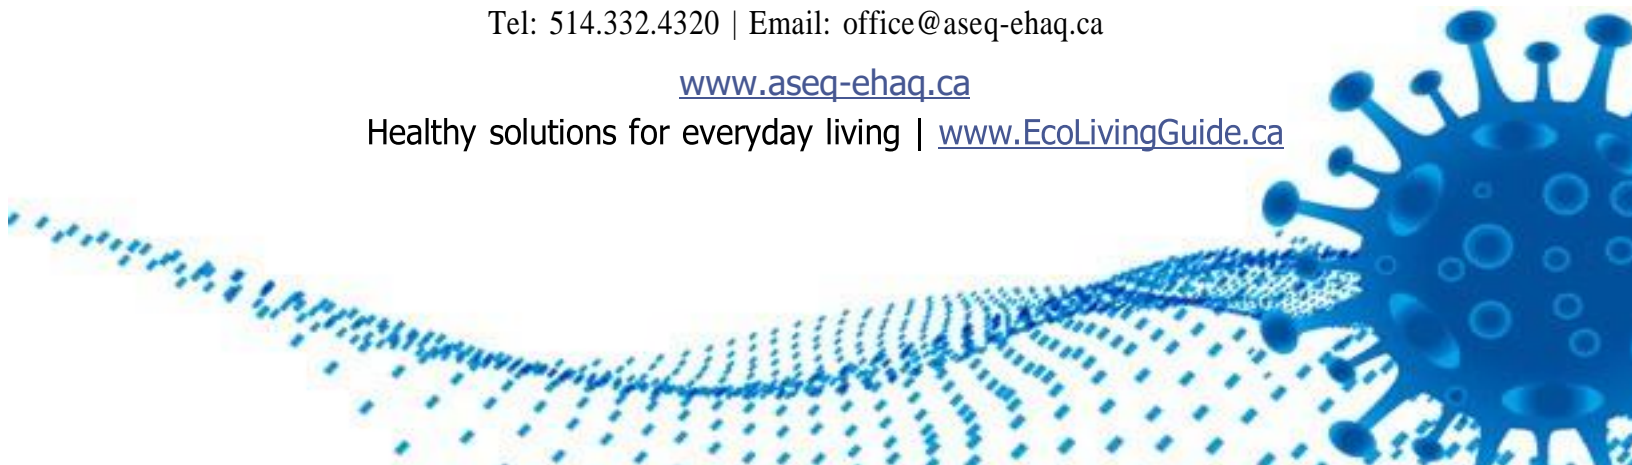 Tel: 514.332.4320 | Email: office@aseq-ehaq.ca
www.aseq-ehaq.ca
Healthy solutions for everyday living | www.EcoLivingGuide.ca